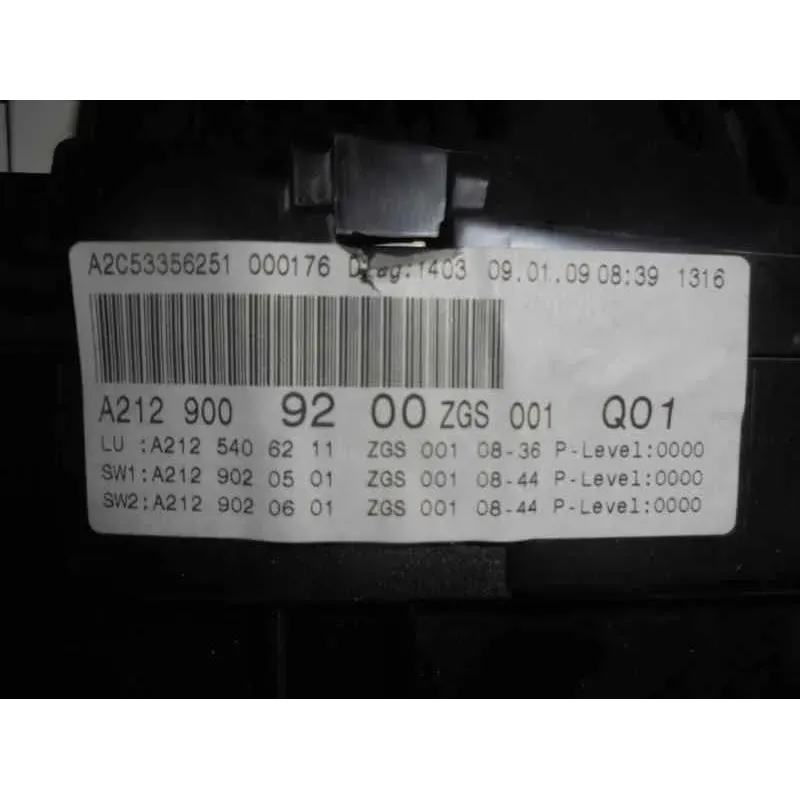 A2C53356251 000176 Diag:1403 09.01.09 08:39 1316
A212 900 92 00 ZGS 001 Q01
LU :A212 540 62 11 ZGS 001 08-36 P-Level:0000
SW1:A212 902 05 01 ZGS 001 08-44 P-Level:0000
SW2:A212 902 06 01 ZGS 001 08-44 P-Level:0000